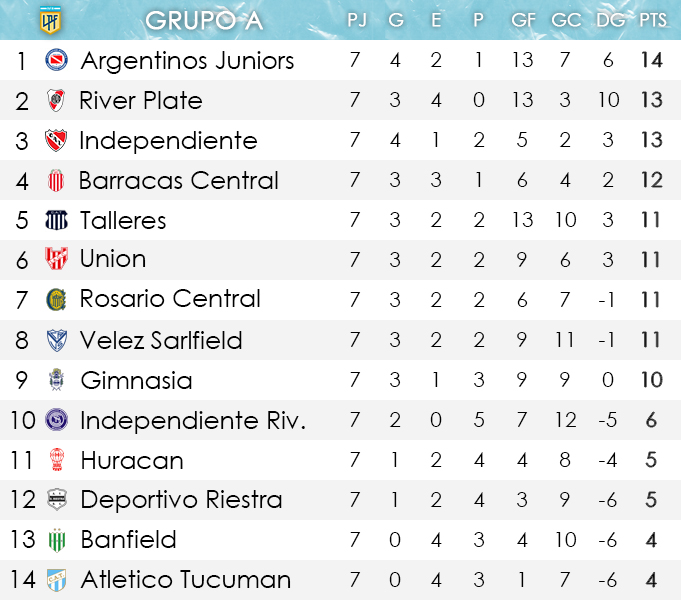 LPF GRUPO A PJ G E P GF GC DG PTS
1 Argentinos Juniors 7 4 2 1 13 7 6 14
2 River Plate 7 3 4 0 13 3 10 13
3 Independiente 7 4 1 2 5 2 3 13
4 Barracas Central 7 3 3 1 6 4 2 12
5 Talleres 7 3 2 2 13 10 3 11
6 Union 7 3 2 2 9 6 3 11
7 Rosario Central 7 3 2 2 6 7 -1 11
8 Velez Sarlfield 7 3 2 2 9 11 -1 11
9 Gimnasia 7 3 1 3 9 9 0 10
10 Independiente Riv. 7 2 0 5 7 12 -5 6
11 Huracan 7 1 2 4 4 8 -4 5
12 Deportivo Riestra 7 1 2 4 3 9 -6 5
13 Banfield 7 0 4 3 4 10 -6 4
14 Atletico Tucuman 7 0 4 3 1 7 -6 4